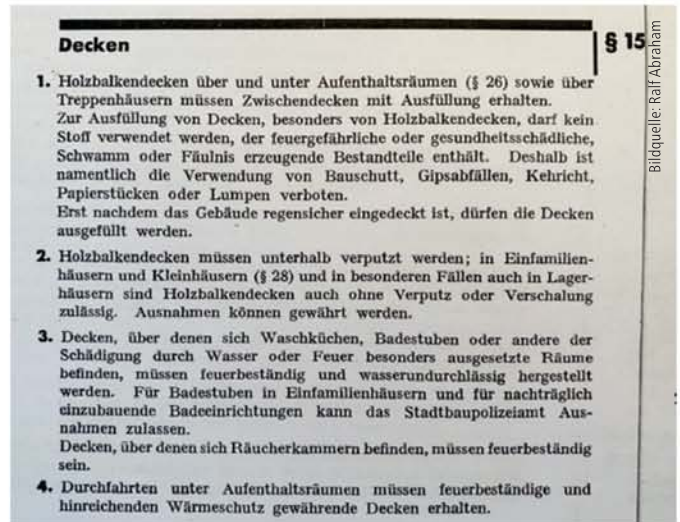 Decken
§ 15
1. Holzbalkendecken über und unter Aufenthaltsräumen (§ 26) sowie über
Treppenhäusern müssen Zwischendecken mit Ausfüllung erhalten.
Zur Ausfüllung von Decken, besonders von Holzbalkendecken, darf kein
Stoff verwendet werden, der feuergefährliche oder gesundheitsschädliche,
Schwamm oder Fäulnis erzeugende Bestandteile enthält. Deshalb ist
namentlich die Verwendung von Bauschutt, Gipsabfällen, Kehricht,
Papierstücken oder Lumpen verboten.
Erst nachdem das Gebäude regensicher eingedeckt ist, dürfen die Decken
ausgefüllt werden.
2. Holzbalkendecken müssen unterhalb verputzt werden; in Einfamilien-
häusern und Kleinhäusern (§ 28) und in besonderen Fällen auch in Lager-
häusern sind Holzbalkendecken auch ohne Verputz oder Verschalung
zulässig. Ausnahmen können gewährt werden.
3. Decken, über denen sich Waschküchen, Badestuben oder andere der
Schädigung durch Wasser oder Feuer besonders ausgesetzte Räume
befinden, müssen feuerbeständig und wasserundurchlässig hergestellt
werden. Für Badestuben in Einfamilienhäusern und für nachträglich
einzubauende Badeeinrichtungen kann das Stadtbaupolizeiamt Aus-
nahmen zulassen.
Decken, über denen sich Räucherkammern befinden, müssen feuerbeständig
sein.
4. Durchfahrten unter Aufenthaltsräumen müssen feuerbeständige und
hinreichenden Wärmeschutz gewährende Decken erhalten.
Bildquelle: Ralf Abraham